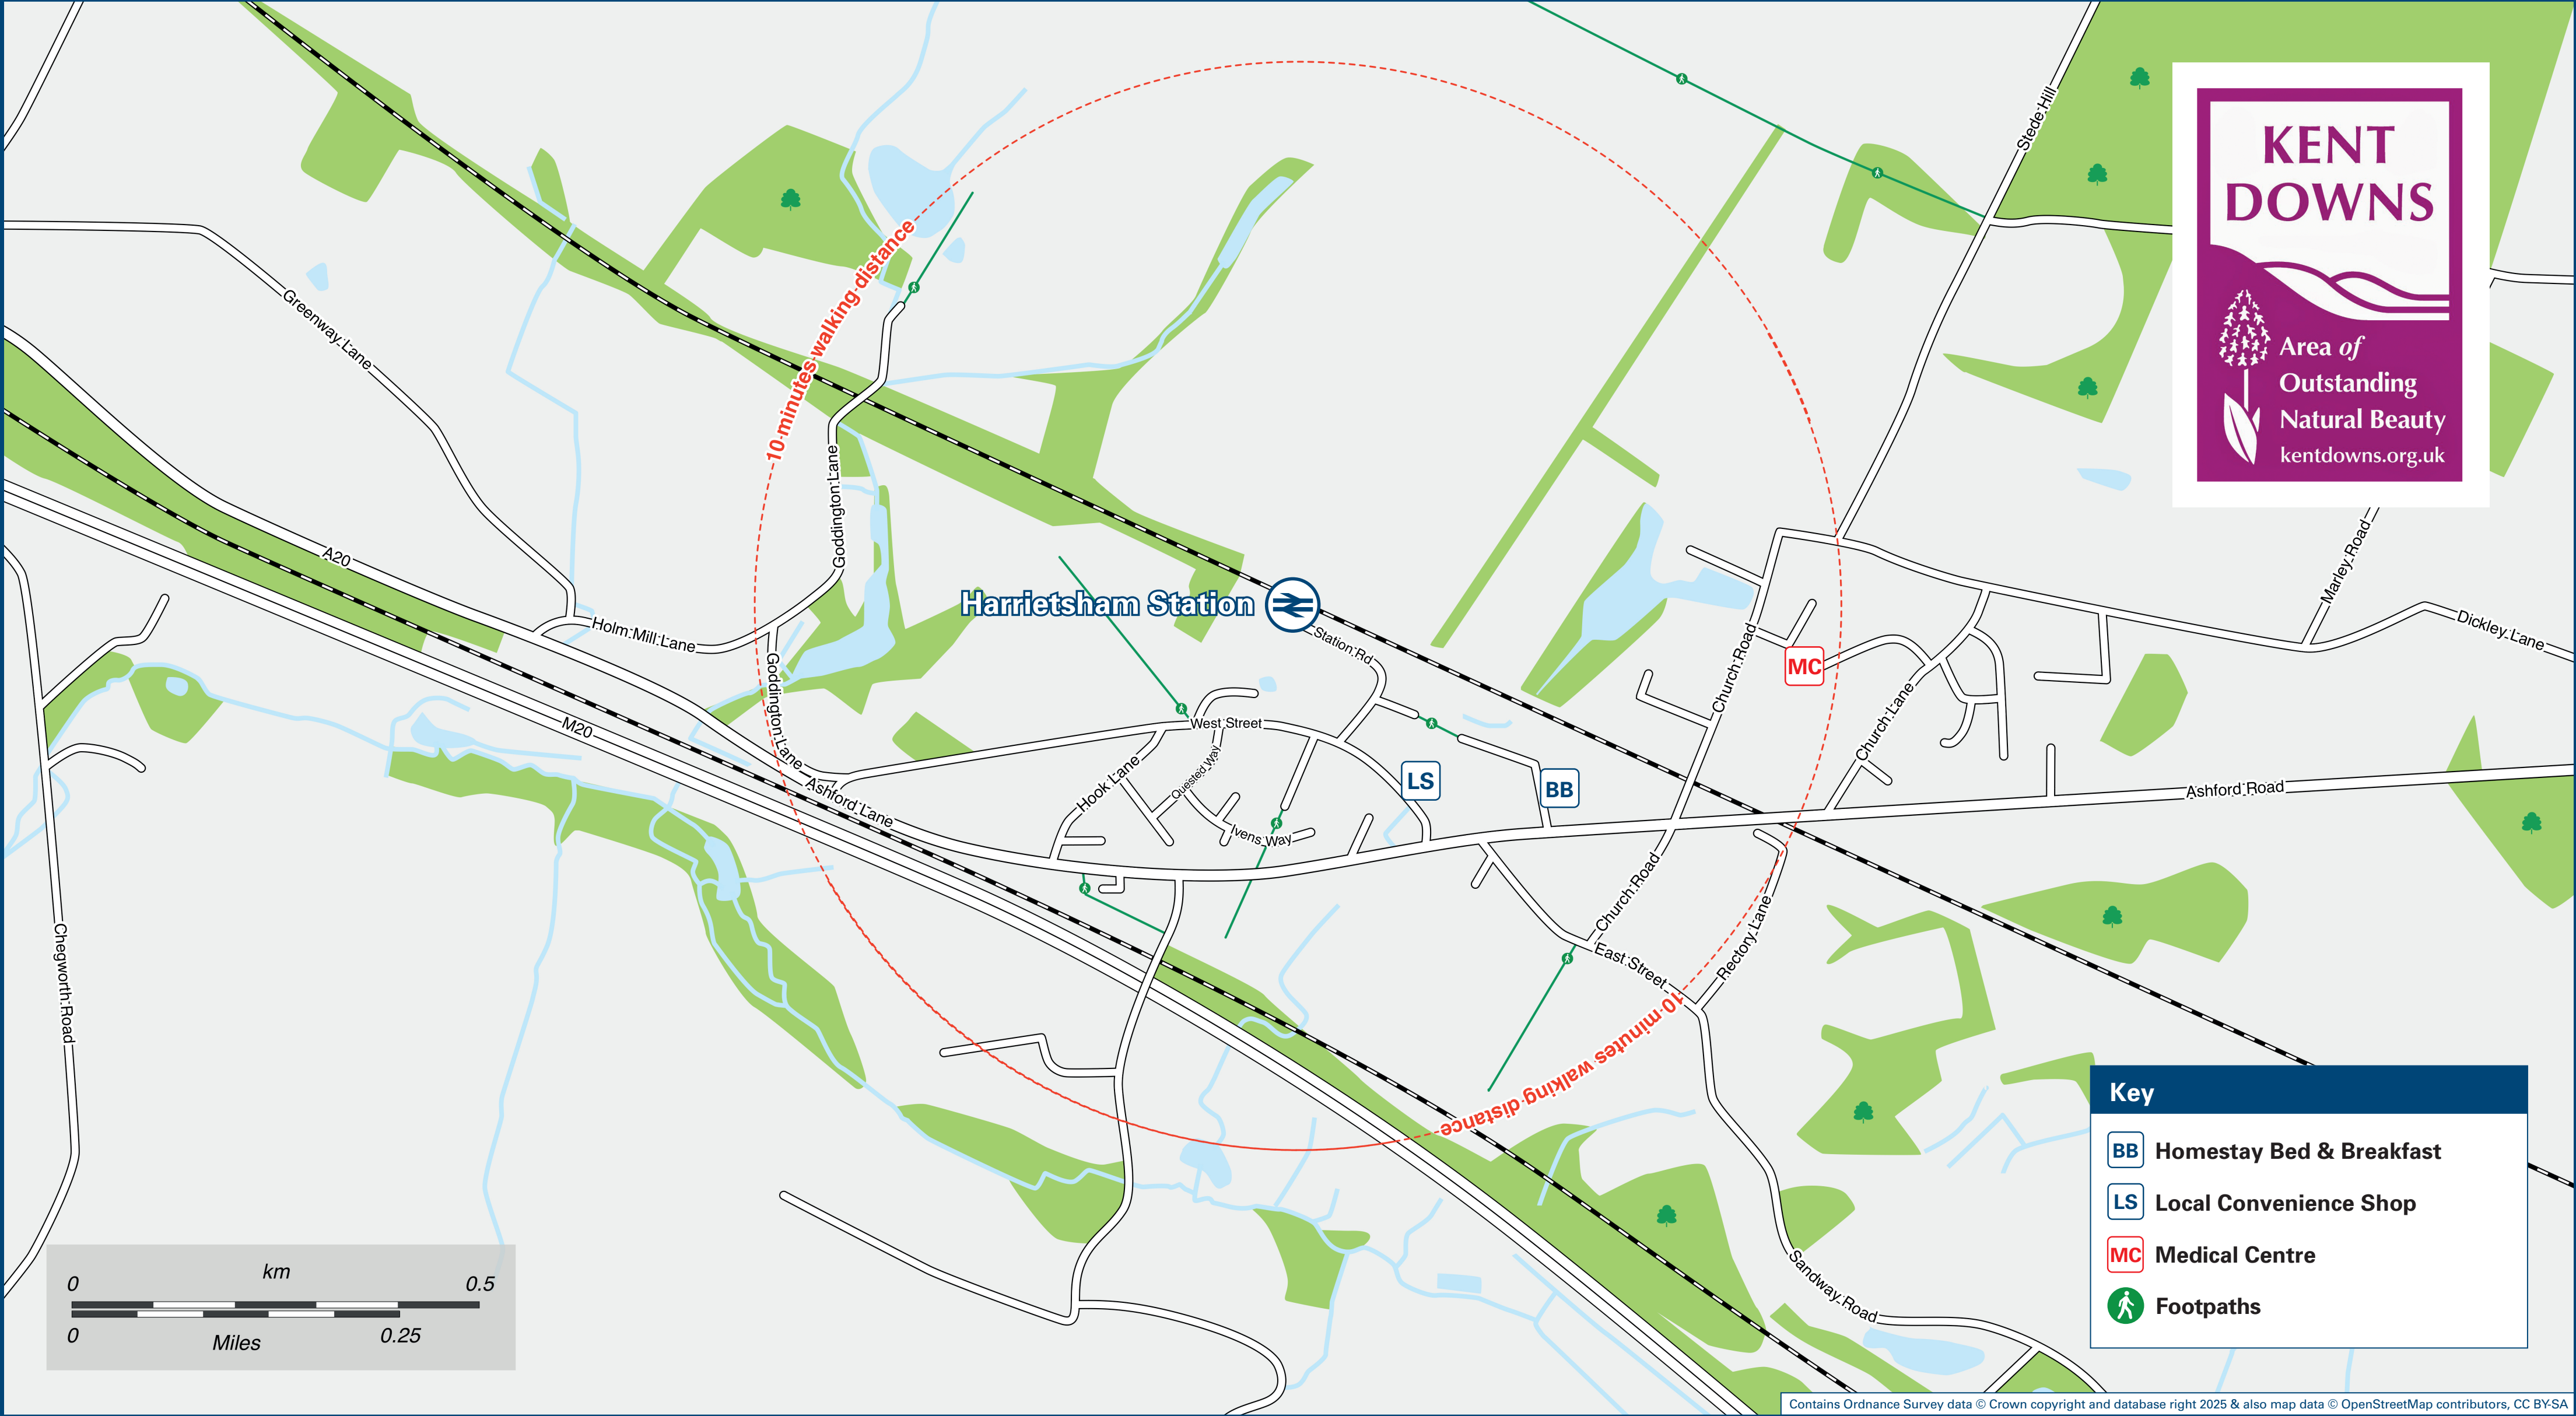 Stede Hill
KENT
DOWNS
Area of
Outstanding
Natural Beauty
kentdowns.org.uk
10 minutes walking distance
Greenway Lane
A20
Goddington Lane
Holm Mill Lane
Harrietsham Station
Station Rd
Marley Road
Dickley Lane
Church Road
MC
Church Lane
Goddington Lane
M20
West Street
Hook Lane
Quested Way
LS
BB
Ashford Road
Ashford Lane
Ivens Way
Church Road
East Street
Rectory Lane
Chegworth Road
10 minutes walking distance
Sandway Road
Key
BB Homestay Bed & Breakfast
LS Local Convenience Shop
MC Medical Centre
Footpaths
km
0 0.5
0 0.25
Miles
Contains Ordnance Survey data © Crown copyright and database right 2025 & also map data © OpenStreetMap contributors, CC BY-SA